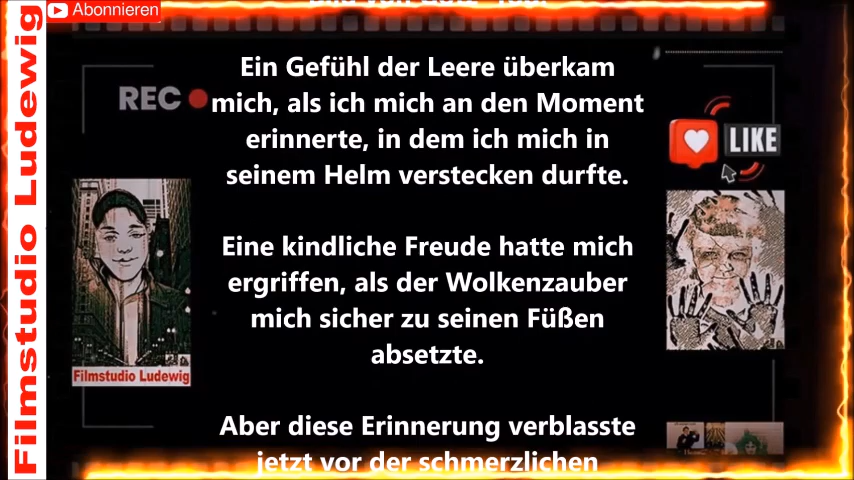 Abonnieren
Filmstudio Ludewig
REC
Ein Gefühl der Leere überkam
mich, als ich mich an den Moment
erinnerte, in dem ich mich in
seinem Helm verstecken durfte.
Eine kindliche Freude hatte mich
ergriffen, als der Wolkenzauber
mich sicher zu seinen Füßen
absetzte.
Aber diese Erinnerung verblasste
jetzt vor der schmerzlichen
LIKE
Filmstudio Ludewig